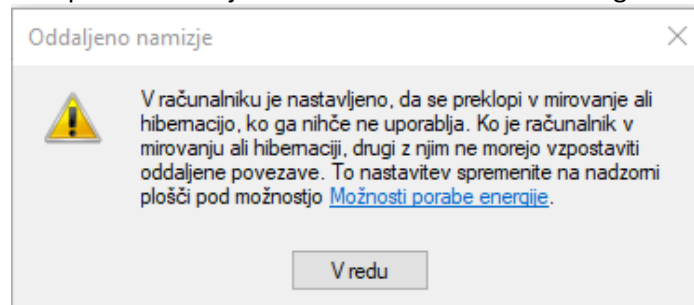 Oddaljeno namizje
V računalniku je nastavljeno, da se preklopi v mirovanje ali
hibernacijo, ko ga nihče ne uporablja. Ko je računalnik v
mirovanju ali hibernaciji, drugi z njim ne morejo vzpostaviti
oddaljene povezave. To nastavitev spremenite na nadzorni
plošči pod možnostjo Možnosti porabe energije.
V redu